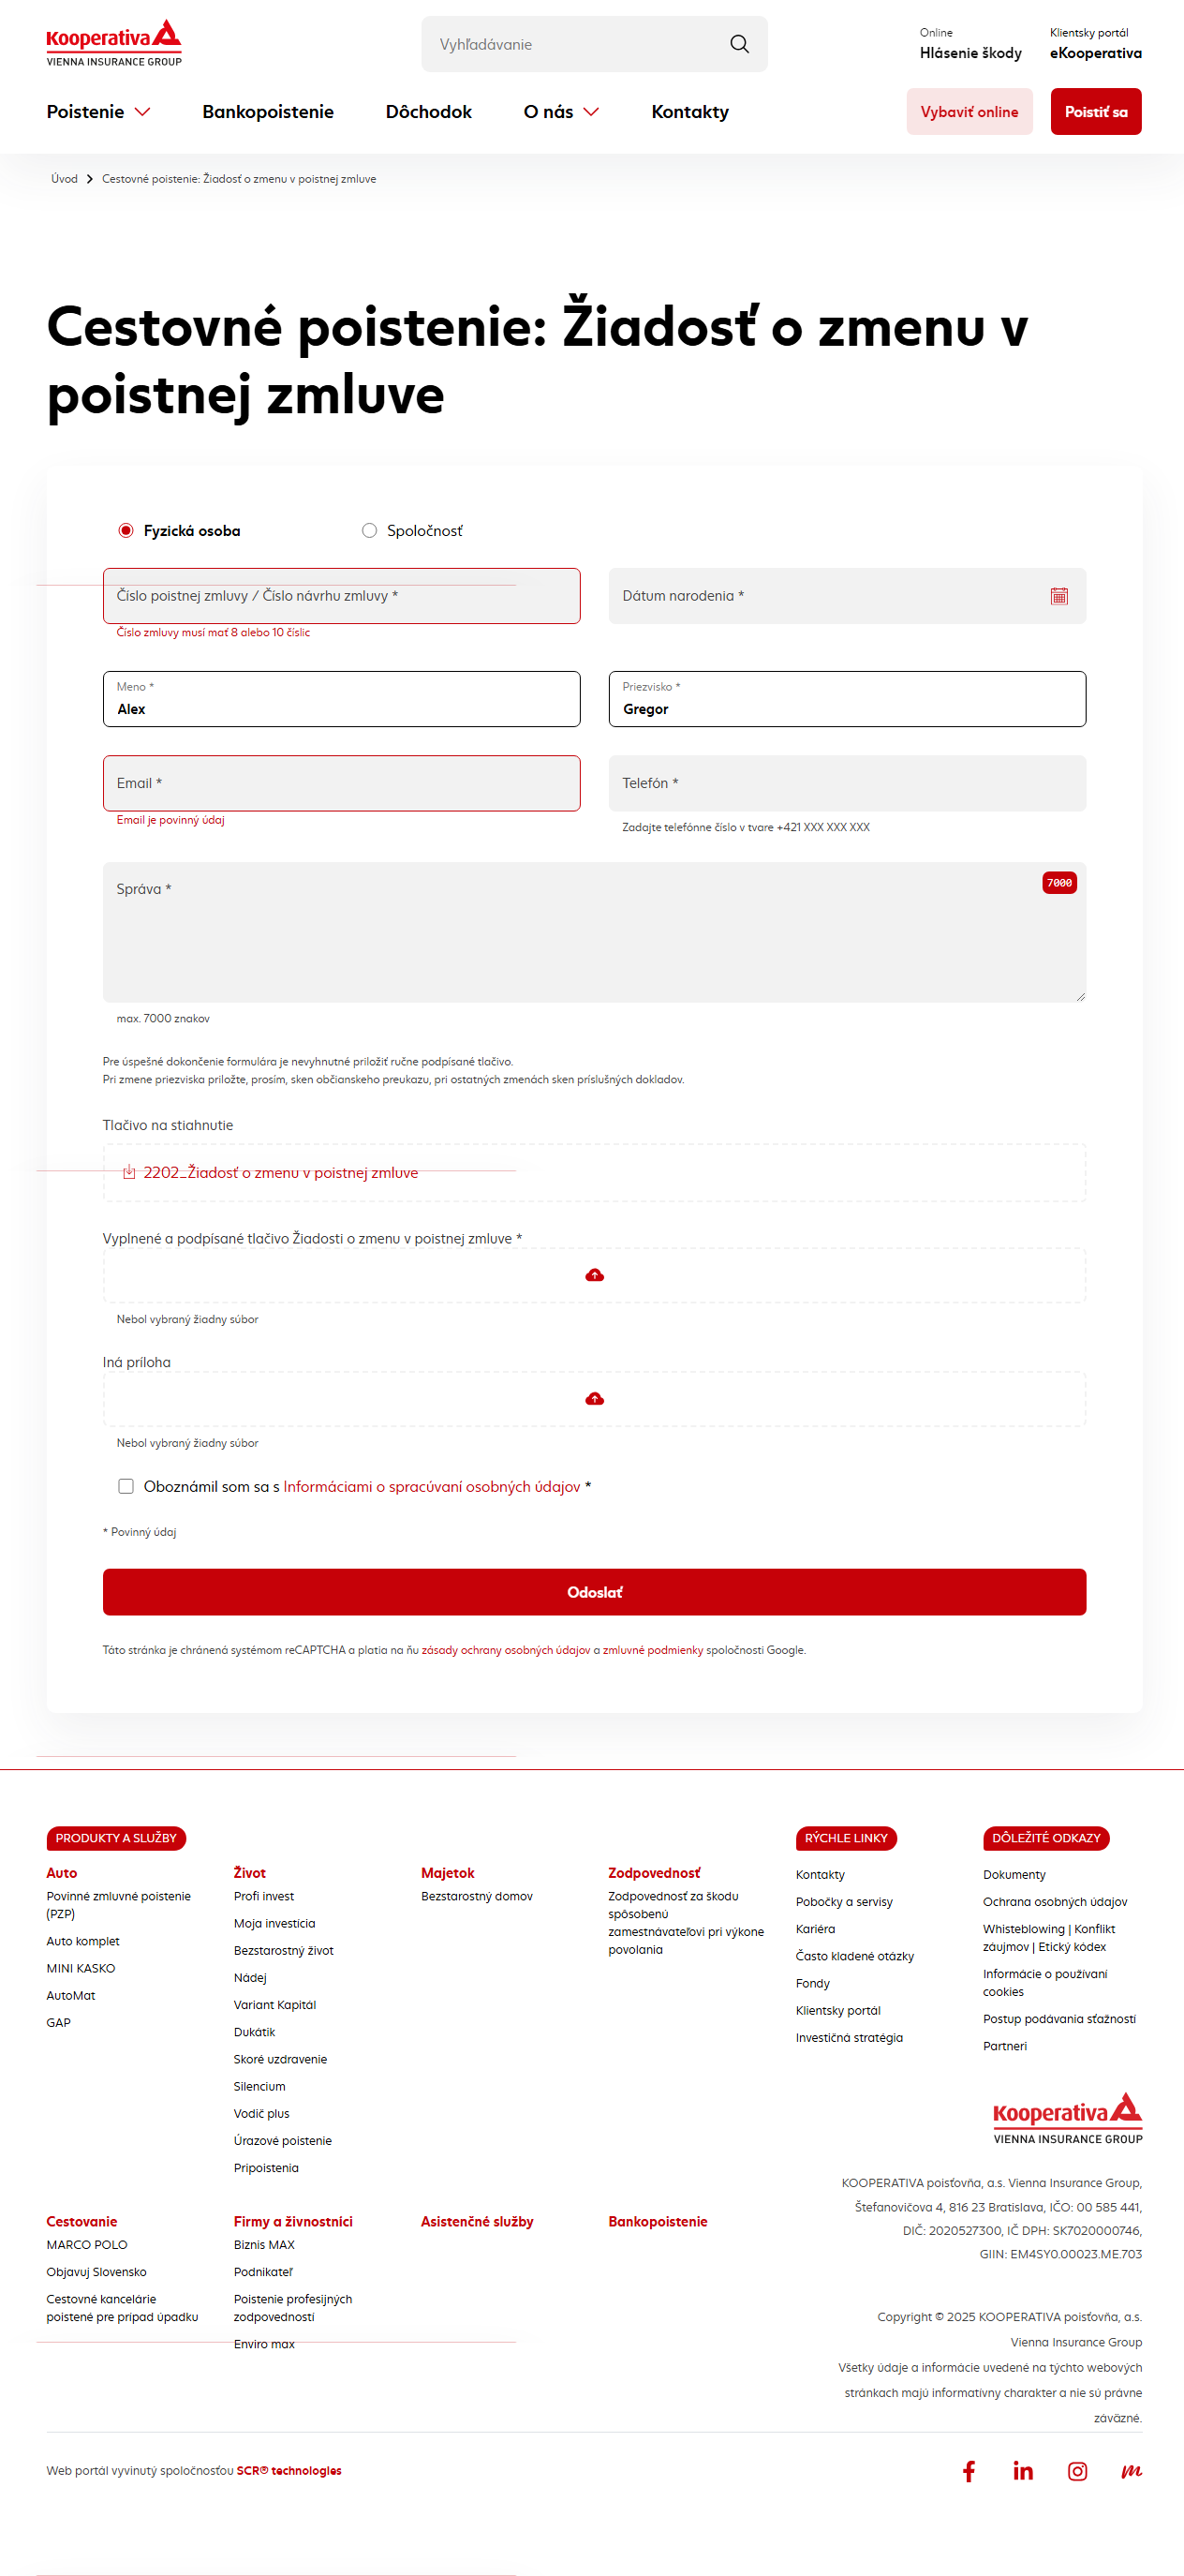 Kooperativa
VIENNA INSURANCE GROUP
Vyhľadávanie
Online
Hlásenie škody
Klientsky portál
eKooperativa
Poistenie
Bankopoistenie
Dôchodok
O nás
Kontakty
Vybaviť online
Poistiť sa
Úvod
Cestovné poistenie: Žiadosť o zmenu v poistnej zmluve
Cestovné poistenie: Žiadosť o zmenu v
poistnej zmluve
Fyzická osoba
Spoločnosť
Číslo poistnej zmluvy / Číslo návrhu zmluvy *
Dátum narodenia *
Číslo zmluvy musí mať 8 alebo 10 číslic
Meno *
Alex
Priezvisko *
Gregor
Email *
Telefón *
Email je povinný údaj
Zadajte telefónne číslo v tvare +421 XXX XXX XXX
Správa *
7000
max. 7000 znakov
Pre úspešné dokončenie formulára je nevyhnutné priložiť ručne podpísané tlačivo.
Pri zmene priezviska priložte, prosím, sken občianskeho preukazu, pri ostatných zmenách sken príslušných dokladov.
Tlačivo na stiahnutie
2202_Žiadosť o zmenu v poistnej zmluve
Vyplnené a podpísané tlačivo Žiadosti o zmenu v poistnej zmluve *
Nebol vybraný žiadny súbor
Iná príloha
Nebol vybraný žiadny súbor
Oboznámil som sa s Informáciami o spracúvaní osobných údajov *
* Povinný údaj
Odoslať
Táto stránka je chránená systémom reCAPTCHA a platia na ňu zásady ochrany osobných údajov a zmluvné podmienky spoločnosti Google.
PRODUKTY A SLUŽBY
Auto
Povinné zmluvné poistenie
(PZP)
Auto komplet
MINI KASKO
AutoMat
GAP
Život
Profi invest
Moja investícia
Bezstarostný život
Nádej
Variant Kapitál
Dukátik
Skoré uzdravenie
Silencium
Vodič plus
Úrazové poistenie
Pripoistenia
Majetok
Bezstarostný domov
Zodpovednosť
Zodpovednosť za škodu
spôsobenú
zamestnávateľovi pri výkone
povolania
RÝCHLE LINKY
Kontakty
Pobočky a servisy
Kariéra
Často kladené otázky
Fondy
Klientsky portál
Investičná stratégia
DÔLEŽITÉ ODKAZY
Dokumenty
Ochrana osobných údajov
Whisteblowing | Konflikt
záujmov | Etický kódex
Informácie o používaní
cookies
Postup podávania sťažností
Partneri
Cestovanie
MARCO POLO
Objavuj Slovensko
Cestovné kancelárie
poistené pre prípad úpadku
Firmy a živnostníci
Biznis MAX
Podnikateľ
Poistenie profesijných
zodpovedností
Enviro max
Asistenčné služby
Bankopoistenie
Kooperativa
VIENNA INSURANCE GROUP
KOOPERATIVA poisťovňa, a.s. Vienna Insurance Group,
Štefanovičova 4, 816 23 Bratislava, IČO: 00 585 441,
DIČ: 2020527300, IČ DPH: SK7020000746,
GIIN: EM4SY0.00023.ME.703
Copyright © 2025 KOOPERATIVA poisťovňa, a.s.
Vienna Insurance Group
Všetky údaje a informácie uvedené na týchto webových
stránkach majú informatívny charakter a nie sú právne
záväzné.
Web portál vyvinutý spoločnosťou SCR® technologies